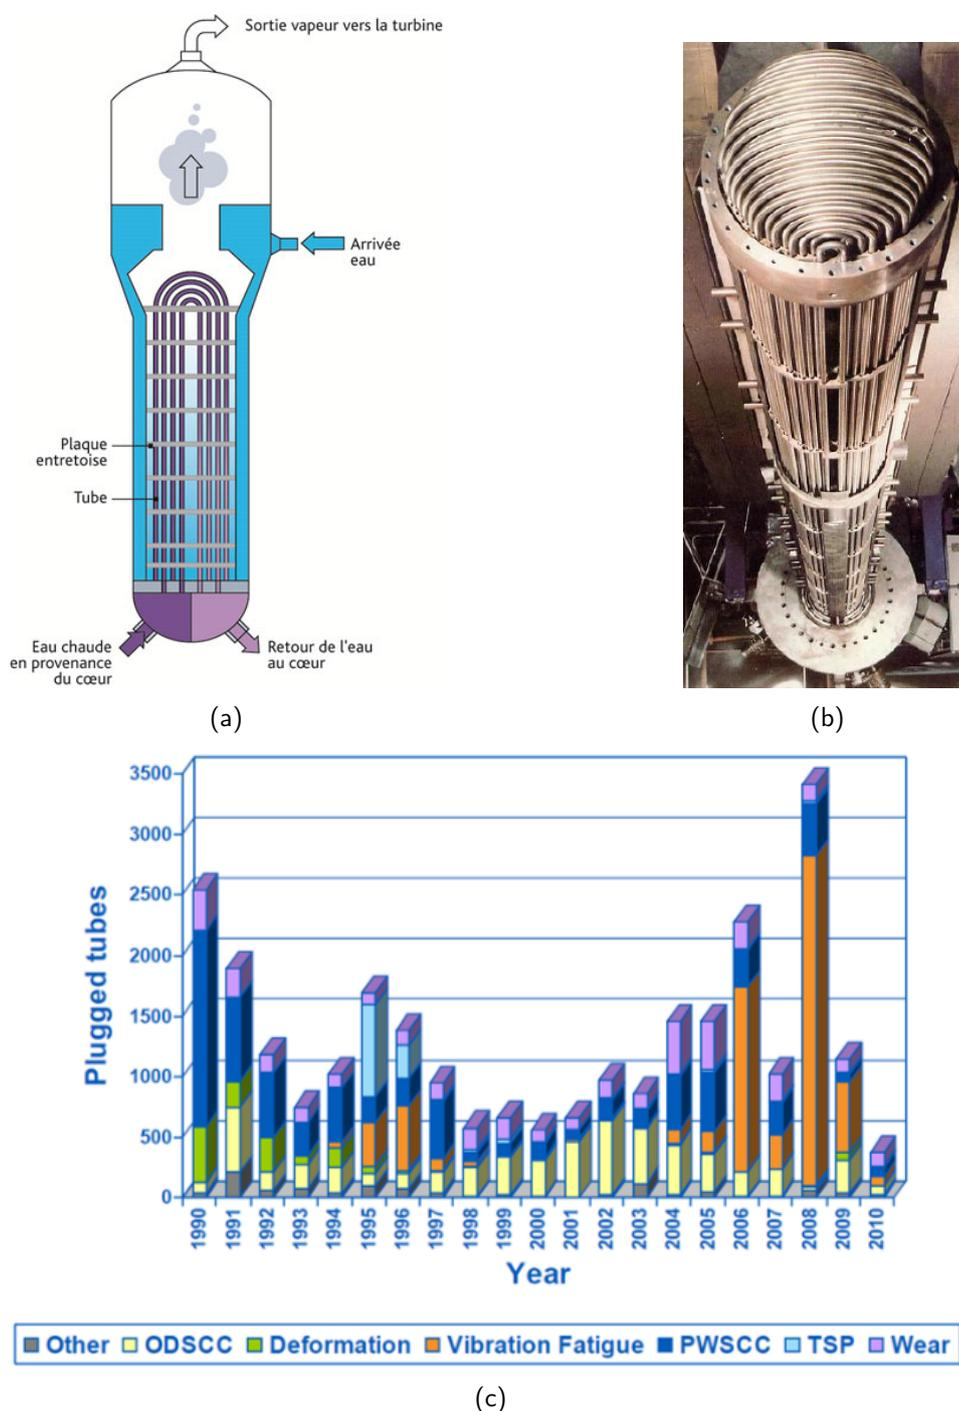 Sortie vapeur vers la turbine
Arrivée
eau
Plaque
entretoise
Tube
Eau chaude
en provenance
du cœur
Retour de l'eau
au cœur
(a)
(b)
3500
3000
2500
2000
1500
1000
500
0
Plugged tubes
1990 1991 1992 1993 1994 1995 1996 1997 1998 1999 2000 2001 2002 2003 2004 2005 2006 2007 2008 2009 2010
Year
Other ODSCC Deformation Vibration Fatigue PWSCC TSP Wear
(c)